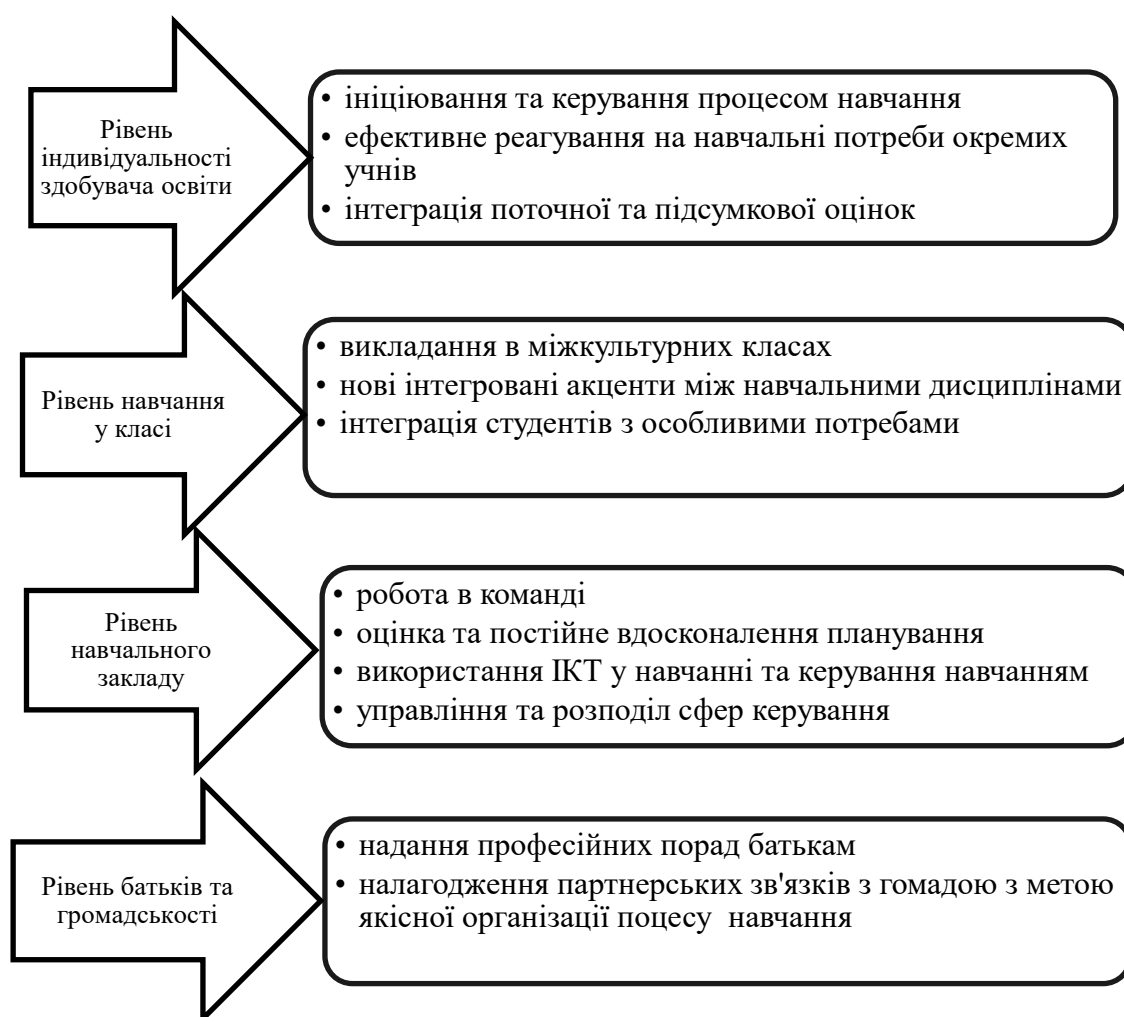 Рівень
індивідуальності
здобувача освіти
• ініціювання та керування процесом навчання
• ефективне реагування на навчальні потреби окремих
учнів
• інтеграція поточної та підсумкової оцінок
Рівень навчання
у класі
• викладання в міжкультурних класах
• нові інтегровані акценти між навчальними дисциплінами
• інтеграція студентів з особливими потребами
Рівень
навчального
закладу
• робота в команді
• оцінка та постійне вдосконалення планування
• використання ІКТ у навчанні та керування навчанням
• управління та розподіл сфер керування
Рівень батьків та
громадськості
• надання професійних порад батькам
• налагодження партнерських зв'язків з гомадою з метою
якісної організації поцесу навчання